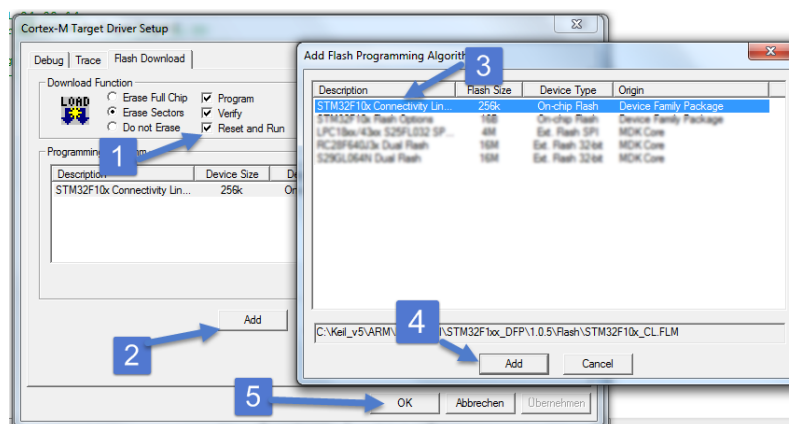 Cortex-M Target Driver Setup
Debug
Trace
Flash Download
Download Function
LOAD
Erase Full Chip
Program
Erase Sectors
Verify
Do not Erase
Reset and Run
1
Programming
Description
Device Size
STM32F10x Connectivity Lin...
256k
Add
2
5
OK
Abbrechen
Übernehmen
Add Flash Programming Algorith
3
Description
Flash Size
Device Type
Origin
STM32F10x Connectivity Lin...
256k
On-chip Flash
Device Family Package
STM32F10x Flash Options
16B
On-chip Flash
Device Family Package
LPC18xx/43xx S25FL032 SP...
4M
Ext. Flash SPI
MDK Core
RC28F640J3x Dual Flash
16M
Ext. Flash 32-bit
MDK Core
S29GL064N Dual Flash
16M
Ext. Flash 32-bit
MDK Core
4
C:\Keil_v5\ARM\
\STM32F1xx_DFP\1.0.5\Flash\STM32F10x_CL.FLM
Add
Cancel